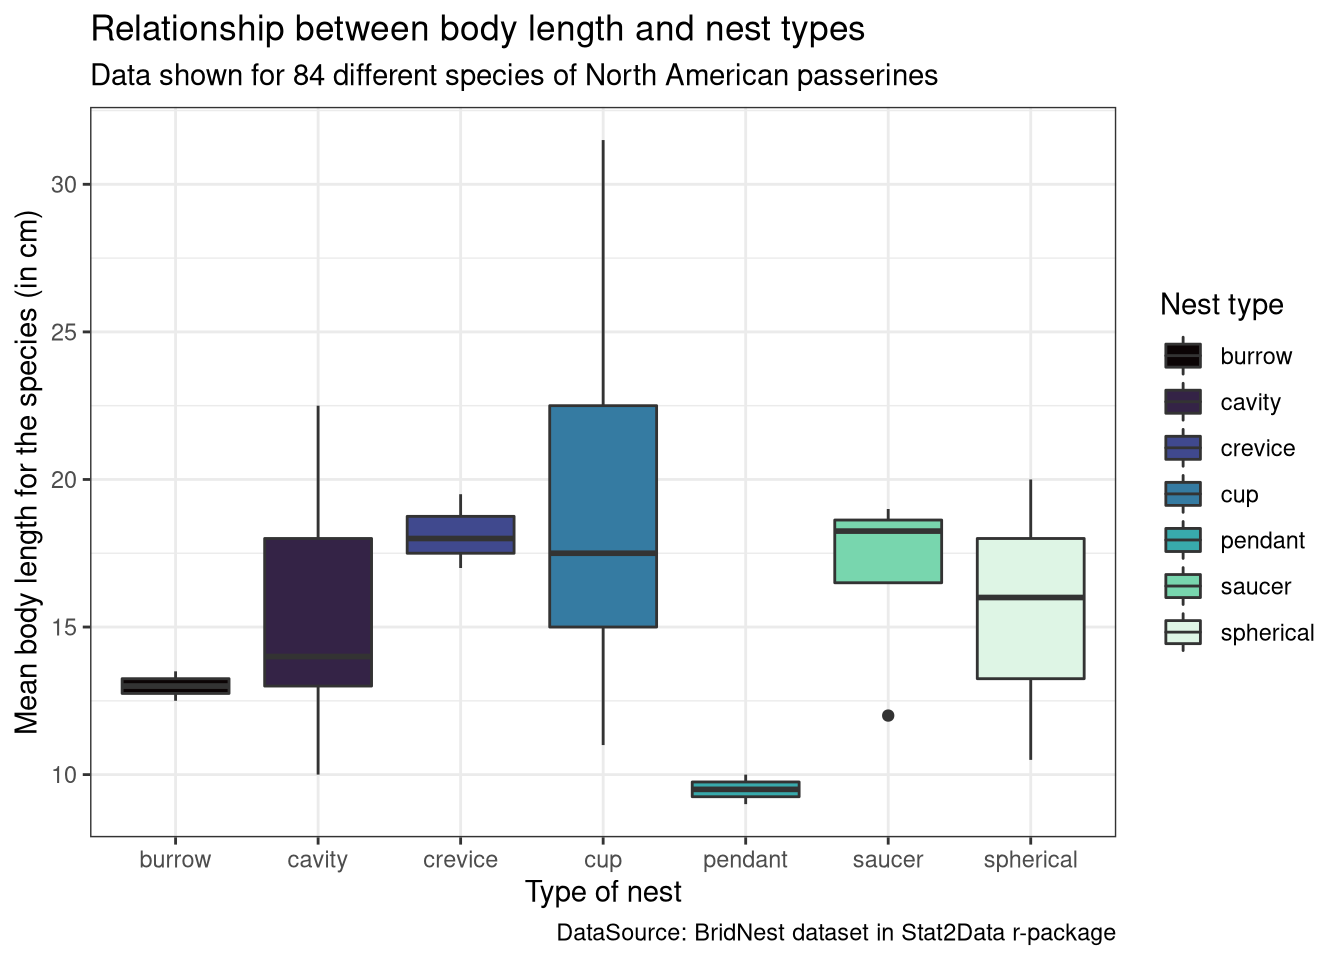 Relationship between body length and nest types
Data shown for 84 different species of North American passerines
Mean body length for the species (in cm)
30
25
20
15
10
burrow cavity crevice cup pendant saucer spherical
Type of nest
Nest type
burrow
cavity
crevice
cup
pendant
saucer
spherical
DataSource: BridNest dataset in Stat2Data r-package